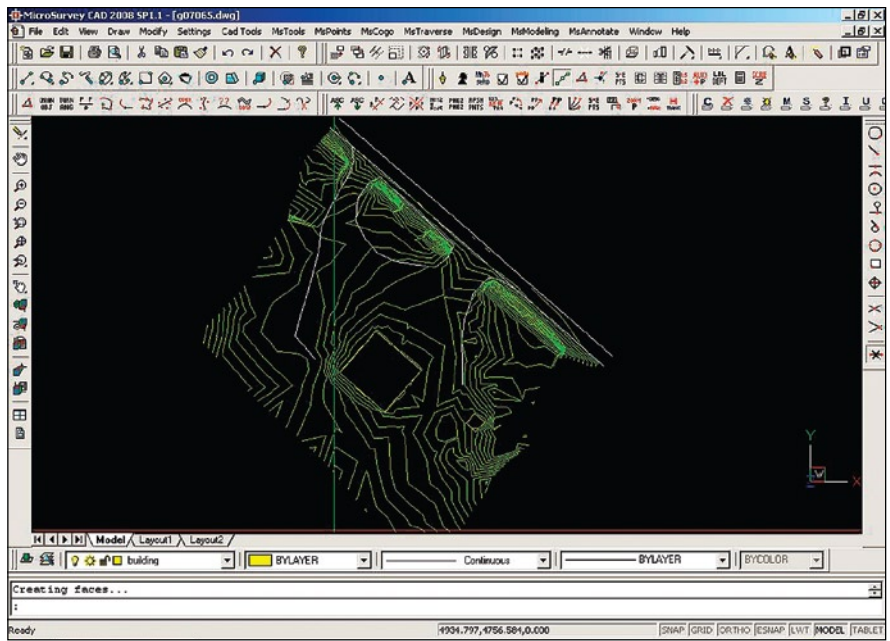 MicroSurvey CAD 2008 SP1.1 - [g07065.dwg]
File Edit View Draw Modify Settings Cad Tools MsTools MsPoints MsCogo MsTraverse MsDesign MsModeling MsAnnotate Window Help
Y
W
X
Z
Model Layout1 Layout2
building BYLAYER Continuous BYLAYER BYCOLOR
Creating faces...
:
Ready 4934.797,4756.584,0.000 SNAP GRID ORTHO ESNAP LWT MODEL TABLET